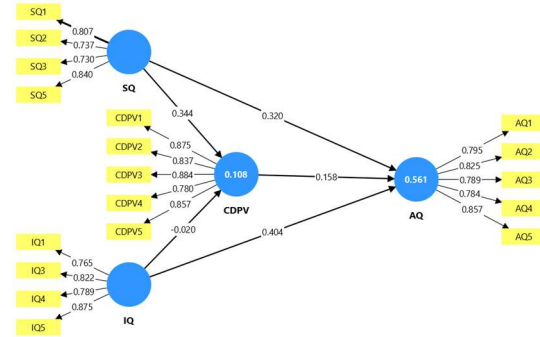 SQ1
SQ2
SQ3
SQ5
0.807
0.737
0.730
0.840
SQ
0.344
0.320
CDPV1
CDPV2
CDPV3
CDPV4
CDPV5
0.875
0.837
0.884
0.780
0.857
0.108
CDPV
0.158
-0.020
0.404
0.561
AQ
0.795
0.825
0.789
0.784
0.857
AQ1
AQ2
AQ3
AQ4
AQ5
IQ1
IQ3
IQ4
IQ5
0.765
0.822
0.789
0.875
IQ